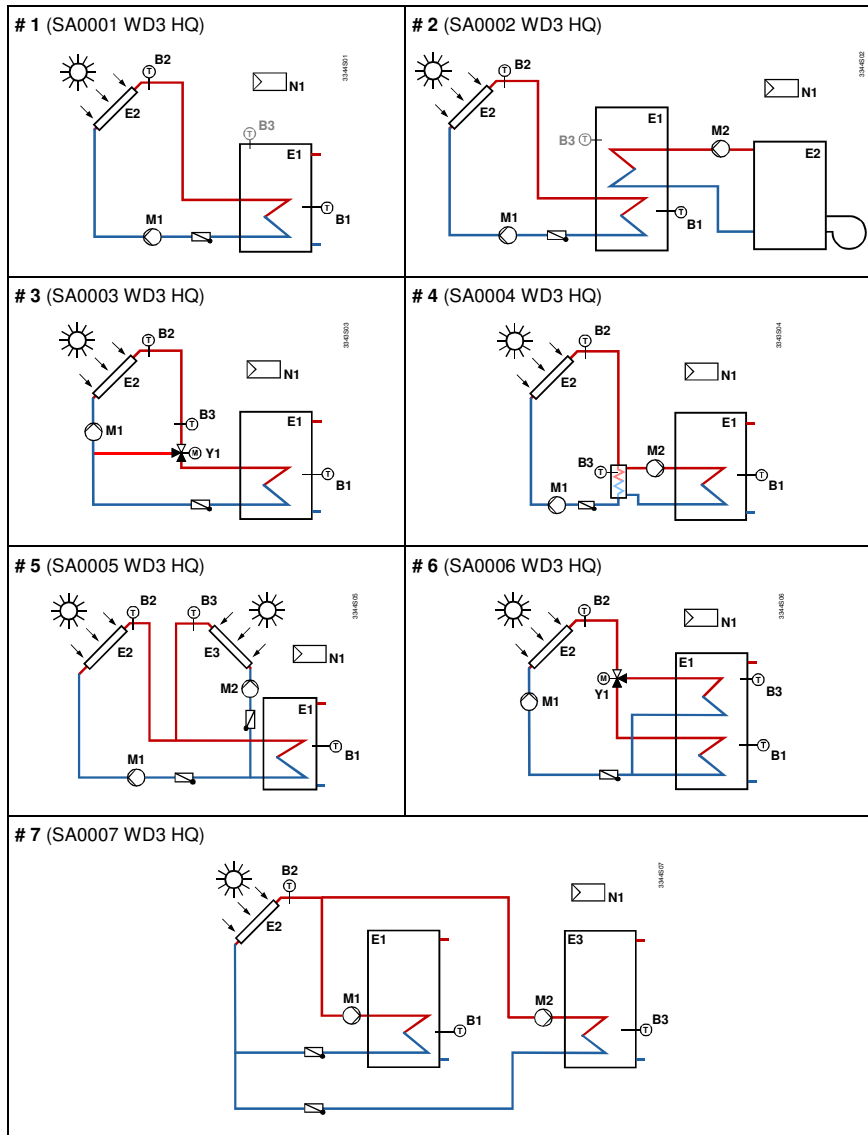 # 1 (SA0001 WD3 HQ)
B2
T
E2
N1
3344S01
B3
T
E1
M1
T
B1
# 2 (SA0002 WD3 HQ)
B2
T
E2
N1
3344S02
E1
B3
T
M2
E2
M1
T
B1
# 3 (SA0003 WD3 HQ)
B2
T
E2
N1
3343S03
M1
B3
T
M
Y1
E1
T
B1
# 4 (SA0004 WD3 HQ)
B2
T
E2
N1
3343S04
B3
T
M2
E1
M1
T
B1
# 5 (SA0005 WD3 HQ)
B2
T
B3
T
E2
E3
N1
3344S05
M2
E1
M1
T
B1
# 6 (SA0006 WD3 HQ)
B2
T
E2
N1
3344S06
M
Y1
M1
E1
T
B3
T
B1
# 7 (SA0007 WD3 HQ)
B2
T
E2
N1
3344S07
E1
E3
M1
M2
T
B1
T
B3